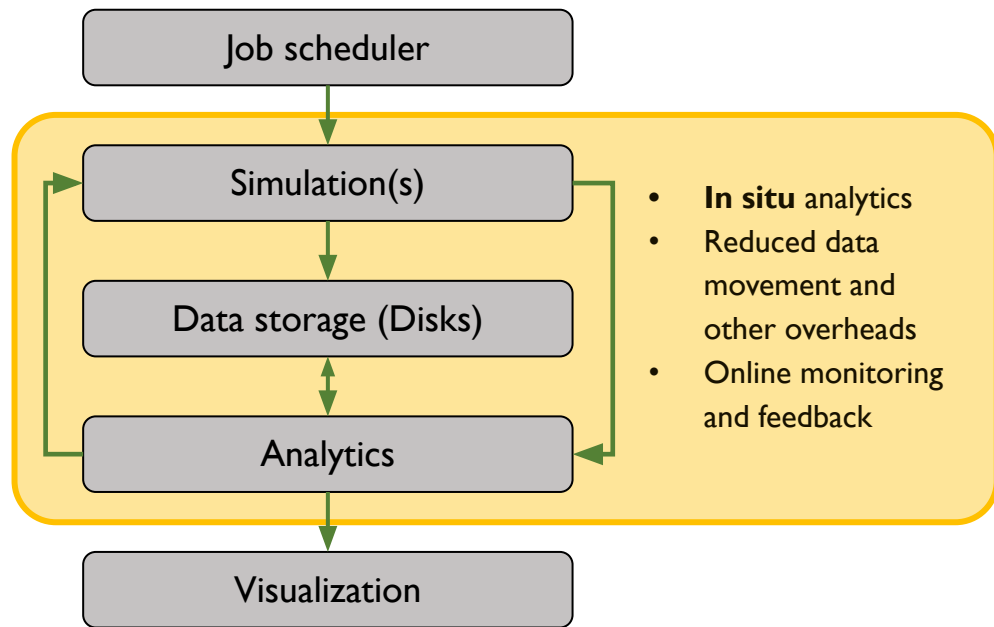 Job scheduler
Simulation(s)
Data storage (Disks)
Analytics
Visualization
• In situ analytics
• Reduced data
movement and
other overheads
• Online monitoring
and feedback